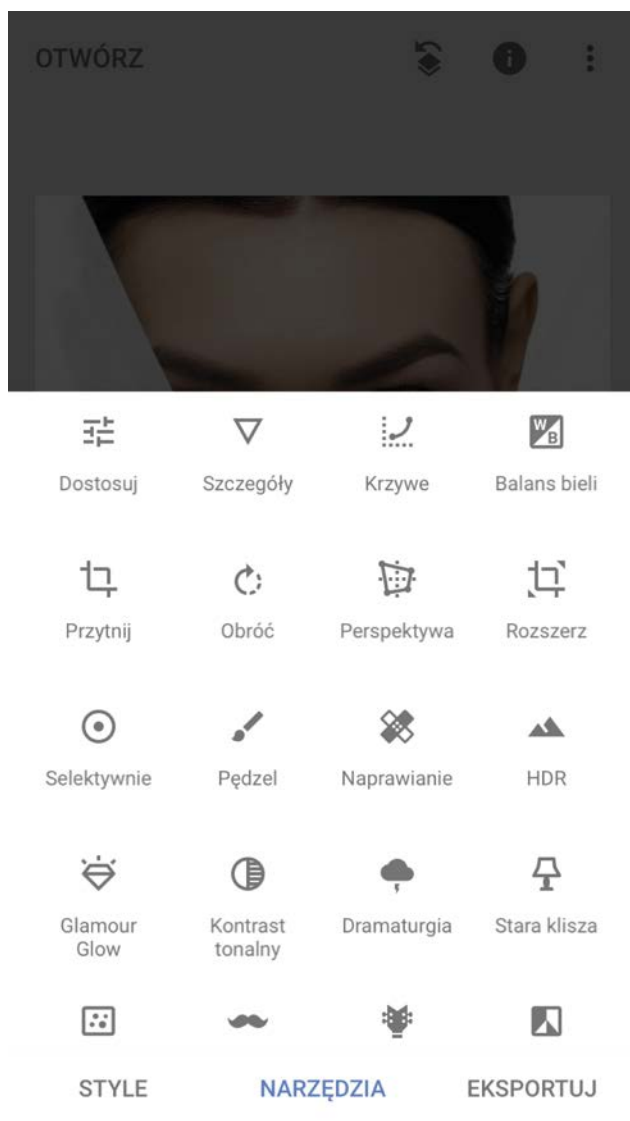 OTWÓRZ
Dostosuj Szczegóły Krzywe Balans bieli
Przytnij Obróć Perspektywa Rozszerz
Selektywnie Pędzel Naprawianie HDR
Glamour Kontrast Dramaturgia Stara klisza
Glow tonalny
STYLE NARZĘDZIA EKSPORTUJ